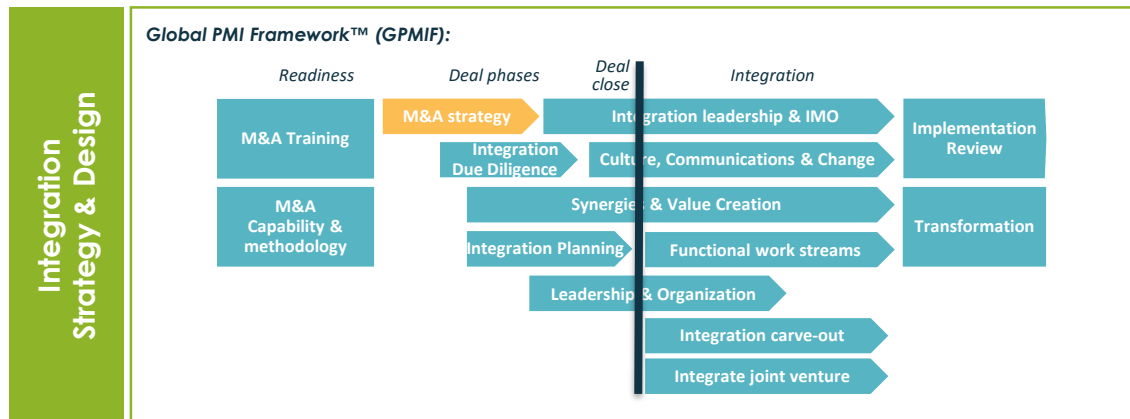 Integration
Strategy & Design
Global PMI Framework™ (GPMIF):
Readiness
Deal phases
Deal
close
Integration
M&A Training
M&A strategy
Integration leadership & IMO
Implementation
Review
Integration
Due Diligence
Culture, Communications & Change
M&A
Capability &
methodology
Synergies & Value Creation
Transformation
Integration Planning
Functional work streams
Leadership & Organization
Integration carve-out
Integrate joint venture